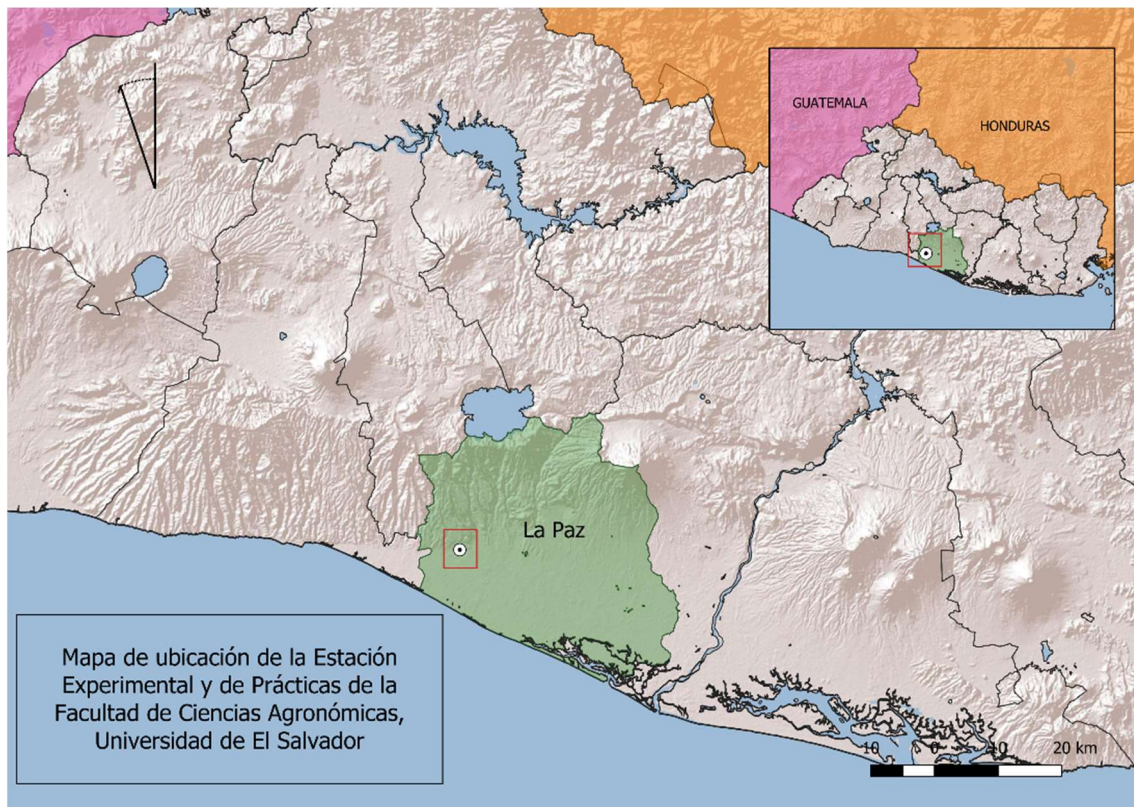 GUATEMALA
HONDURAS
La Paz
Mapa de ubicación de la Estación
Experimental y de Prácticas de la
Facultad de Ciencias Agronómicas,
Universidad de El Salvador
10 0 10 20 km